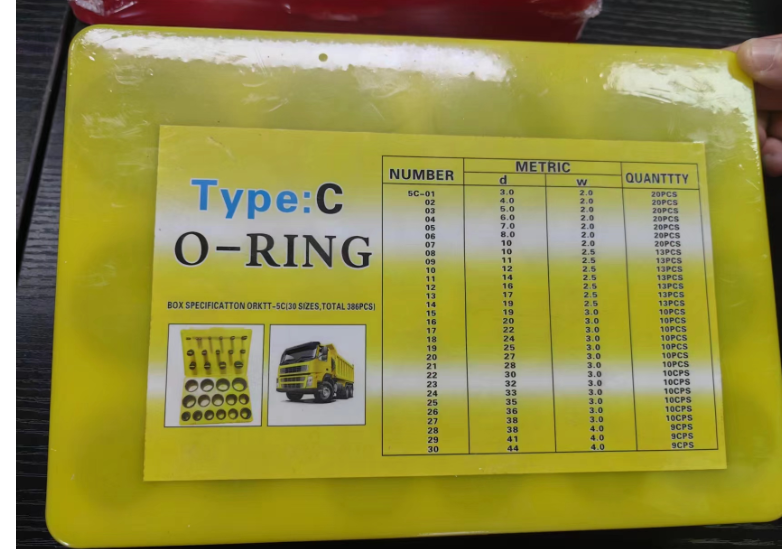 Type:C
O-RING
BOX SPECIFICATTON ORKTT-5C(30 SIZES,TOTAL 386PCS)
NUMBER METRIC QUANTTTY
d w
5C-01 3.0 2.0 20PCS
02 4.0 2.0 20PCS
03 5.0 2.0 20PCS
04 6.0 2.0 20PCS
05 7.0 2.0 20PCS
06 8.0 2.0 20PCS
07 10 2.0 20PCS
08 10 2.5 13PCS
09 11 2.5 13PCS
10 12 2.5 13PCS
11 14 2.5 13PCS
12 16 2.5 13PCS
13 17 2.5 13PCS
14 19 2.5 13PCS
15 19 3.0 10PCS
16 20 3.0 10PCS
17 22 3.0 10PCS
18 24 3.0 10PCS
19 25 3.0 10PCS
20 27 3.0 10PCS
21 28 3.0 10PCS
22 30 3.0 10CPS
23 32 3.0 10CPS
24 33 3.0 10CPS
25 35 3.0 10CPS
26 36 3.0 10CPS
27 38 3.0 10CPS
28 38 4.0 9CPS
29 41 4.0 9CPS
30 44 4.0 9CPS